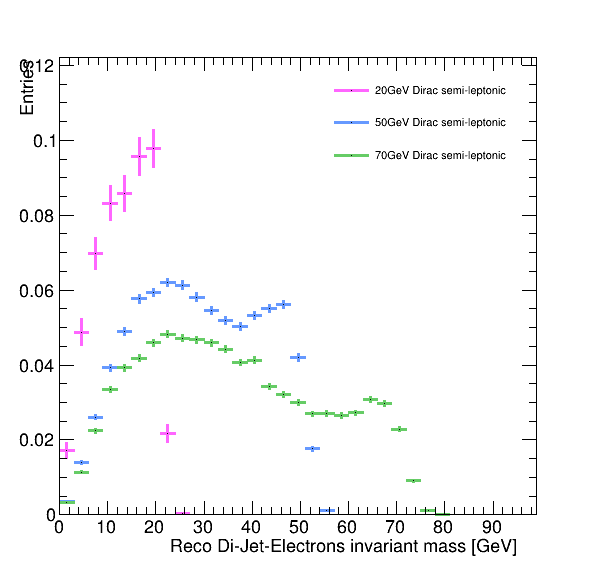 Entries
0.12
0.1
0.08
0.06
0.04
0.02
0
20GeV Dirac semi-leptonic
50GeV Dirac semi-leptonic
70GeV Dirac semi-leptonic
0 10 20 30 40 50 60 70 80 90
Reco Di-Jet-Electrons invariant mass [GeV]